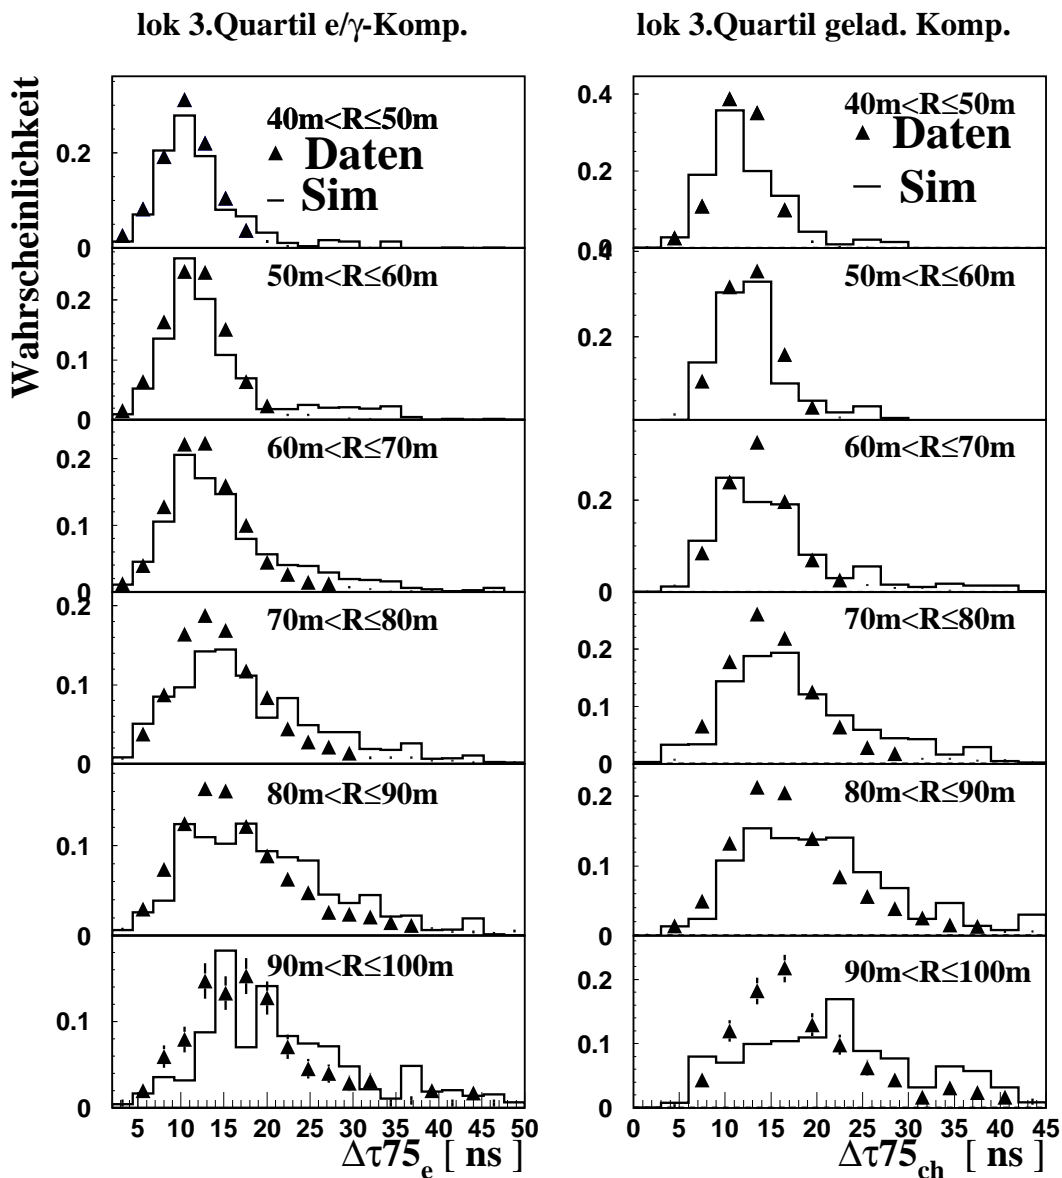 lok 3.Quartil e/γ-Komp.
lok 3.Quartil gelad. Komp.
Wahrscheinlichkeit
40m<R≤50m
Daten
Sim
0.2
0
50m<R≤60m
0.2
0.1
0
60m<R≤70m
0.2
0.1
0
70m<R≤80m
0.2
0.1
0
80m<R≤90m
0.1
0
90m<R≤100m
0.1
0
5 10 15 20 25 30 35 40 45 50
Δτ75e [ ns ]
40m<R≤50m
Daten
Sim
0.4
0.2
0
50m<R≤60m
0.4
0.2
60m<R≤70m
0.2
0
70m<R≤80m
0.2
0.1
0
80m<R≤90m
0.2
0.1
0
90m<R≤100m
0.2
0.1
0
0 5 10 15 20 25 30 35 40 45
Δτ75ch [ ns ]